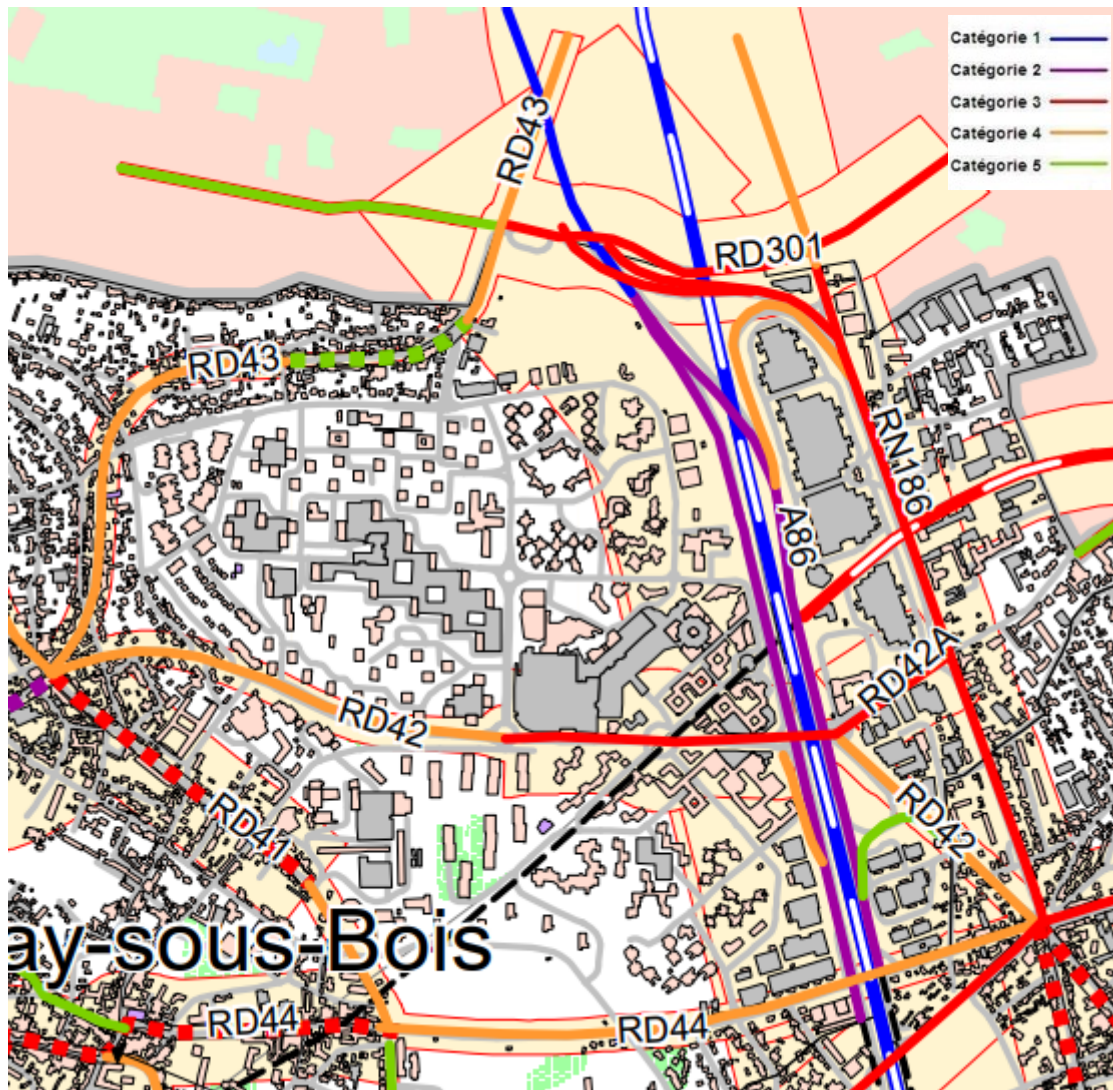 Catégorie 1
Catégorie 2
Catégorie 3
Catégorie 4
Catégorie 5
RD43
RD301
RD43
RN186
A86
RD42A
RD42
RD41
RD42
ay-sous-Bois
RD44
RD44